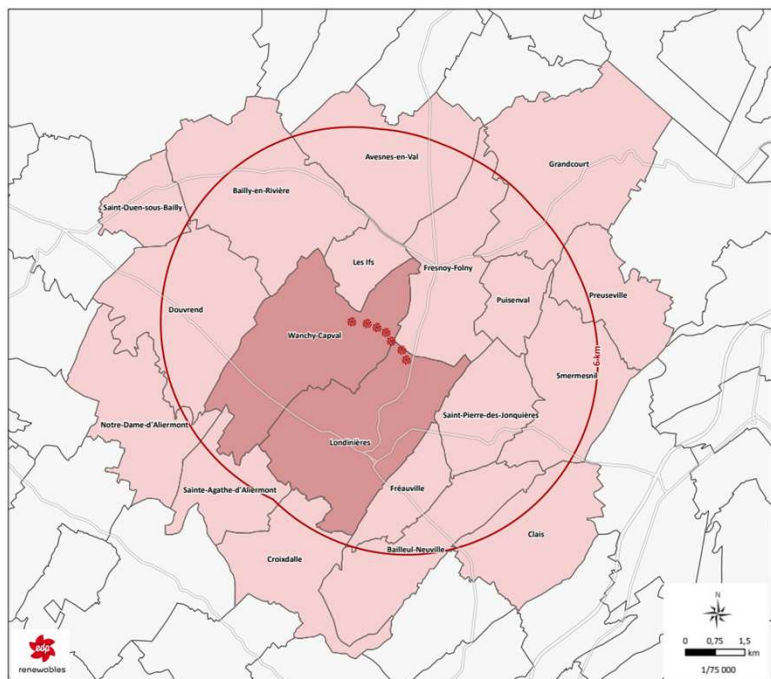 Avesnes-en-Val
Grandcourt
Bailly-en-Rivière
Saint-Ouen-sous-Bailly
Les Ifs
Fresnoy-Folny
Puisenval
Preuseville
Douvrend
Wanchy-Capval
6 km
Smermesnil
Saint-Pierre-des-Jonquières
Notre-Dame-d'Aliermont
Londinières
Sainte-Agathe-d'Aliermont
Fréauville
Clais
Bailleul-Neuville
Croixdalle
N
0 0,75 1,5
km
1/75 000
edp
renewables